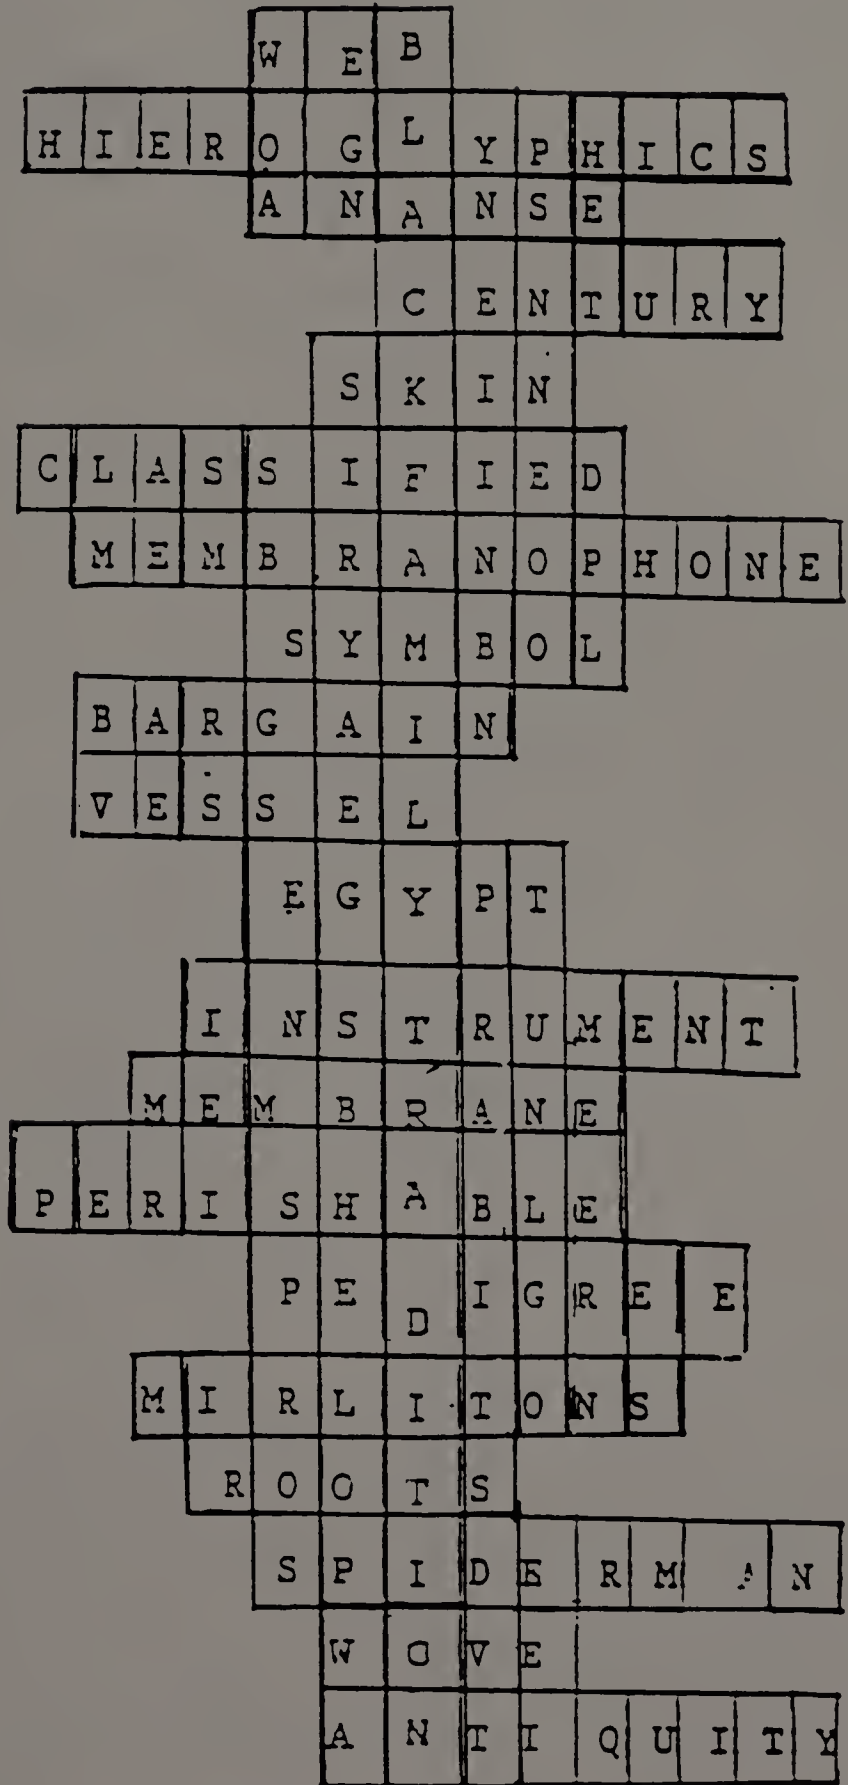 WEB
HIEROGLYPHICS
ANANSE
CENTURY
SKIN
CLASSIFIED
MEMBRANOPHONE
SYMBOL
BARGAIN
VESSEL
EGYPT
INSTRUMENT
MEMBRANE
PERISHABLE
PEDIGREE
MIRLITONS
ROOTS
SPIDERMAN
WOVE
ANTIQUITY